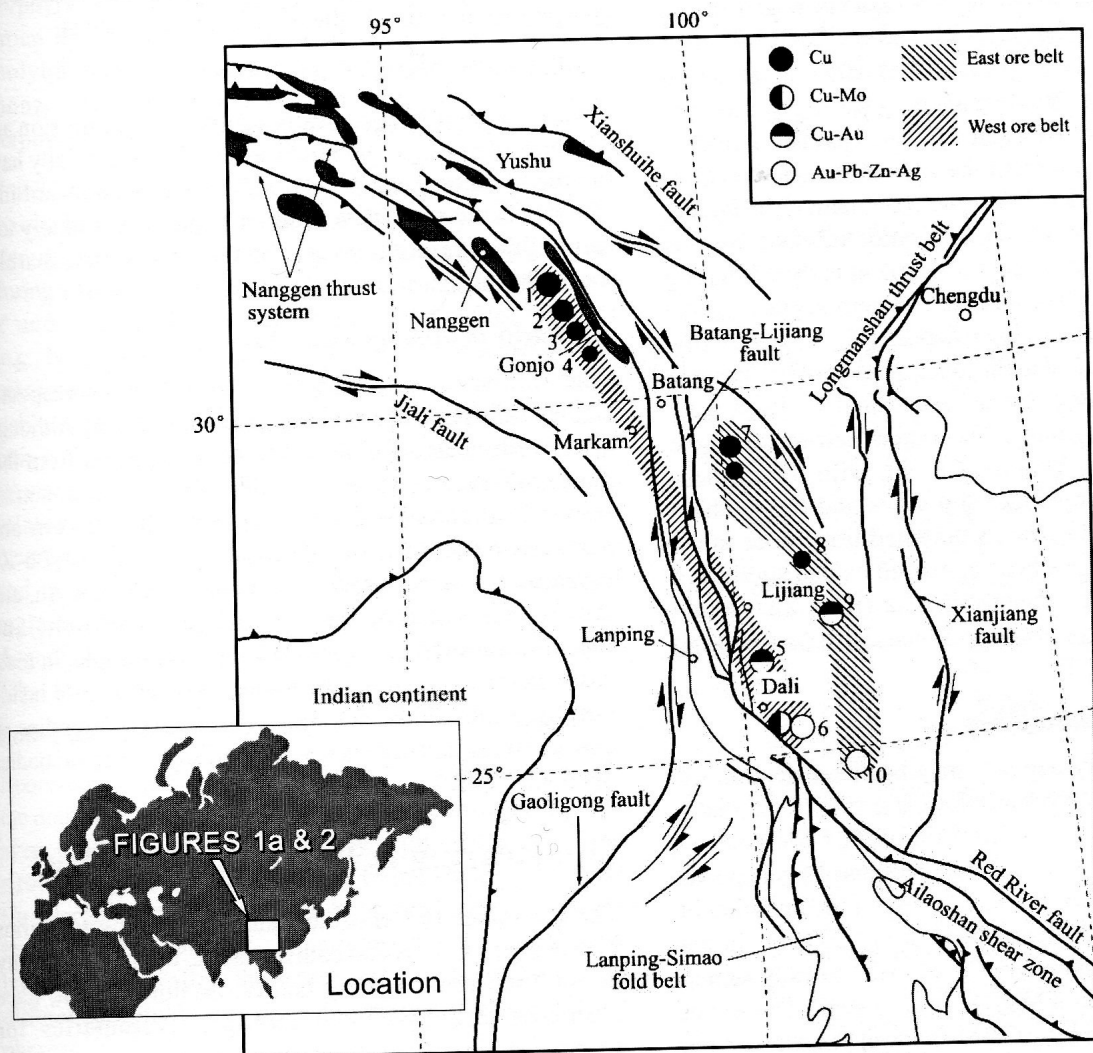 95°
100°
Cu
East ore belt
Cu-Mo
Cu-Au
West ore belt
Au-Pb-Zn-Ag
Xianshuihe fault
Yushu
Longmanshan thrust belt
Nanggen thrust
system
Nanggen
1
2
3
4
Gonjo
Chengdu
Batang-Lijiang
fault
Batang
30°
Jiali fault
Markam
7
8
Lijiang
9
Xianjiang
fault
Lanping
5
Dali
6
10
Indian continent
25°
Gaoligong fault
Red River fault
Ailaoshan shear zone
Lanping-Simao
fold belt
FIGURES 1a & 2
Location